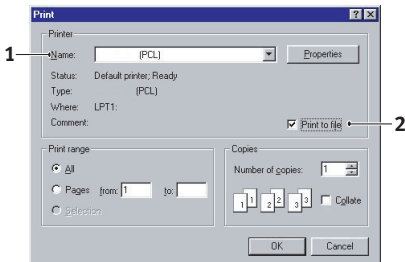 Print
Printer
1 Name: (PCL) Properties
Status: Default printer; Ready
Type: (PCL)
Where: LPT1:
Comment: Print to file 2
Print range
All
Pages from: 1 to:
Selection
Copies
Number of copies: 1
1 1 2 2 3 3 Collate
OK Cancel